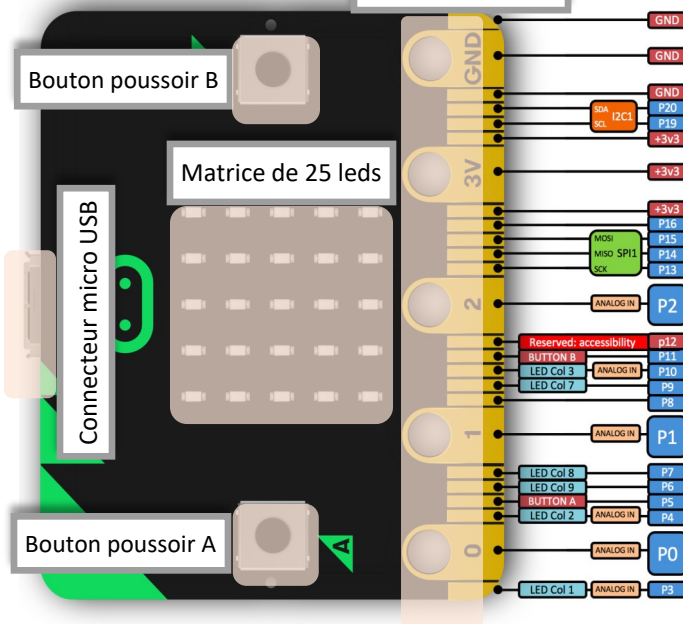 GND
GND
GND
SDA I2C1 P20
SCL P19
+3v3
+3v3
+3v3
P16
MOSI P15
MISO SPI1 P14
SCK P13
ANALOG IN P2
Reserved: accessibility p12
BUTTON B P11
LED Col 3 ANALOG IN P10
LED Col 7 P9
P8
ANALOG IN P1
LED Col 8 P7
LED Col 9 P6
BUTTON A P5
LED Col 2 ANALOG IN P4
ANALOG IN P0
LED Col 1 ANALOG IN P3
Bouton poussoir B
Matrice de 25 leds
Connecteur micro USB
Bouton poussoir A
A
GND
3V
2
1
0